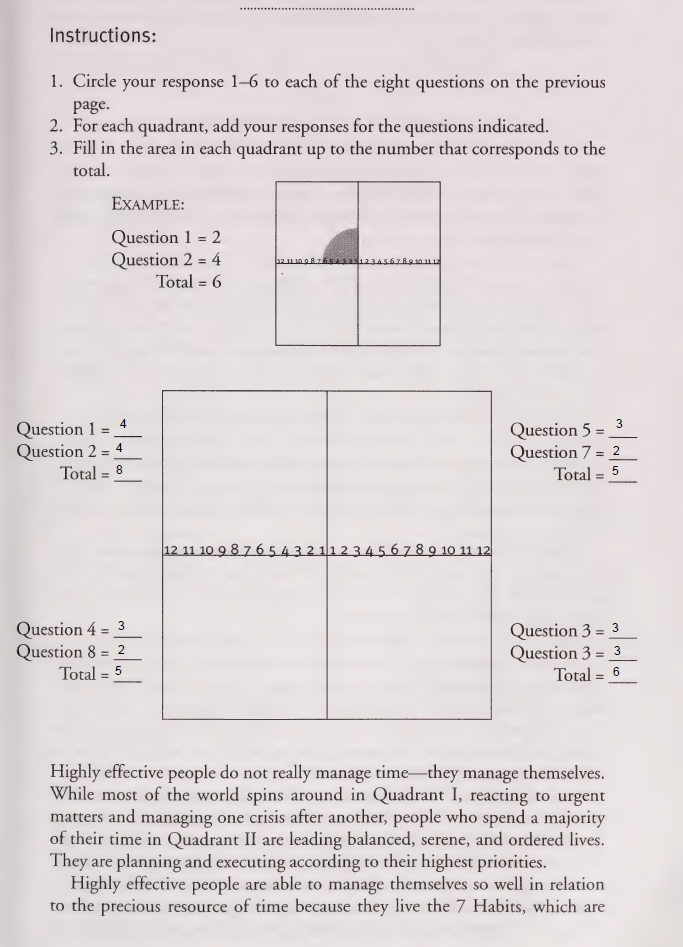 Instructions:
1. Circle your response 1–6 to each of the eight questions on the previous
page.
2. For each quadrant, add your responses for the questions indicated.
3. Fill in the area in each quadrant up to the number that corresponds to the
total.
EXAMPLE:
Question 1 = 2
Question 2 = 4
Total = 6
12 11 10 9 8 7 6 5 4 3 2 1 1 2 3 4 5 6 7 8 9 10 11 12
Question 1 = 4
Question 2 = 4
Total = 8
Question 5 = 3
Question 7 = 2
Total = 5
12 11 10 9 8 7 6 5 4 3 2 1 1 2 3 4 5 6 7 8 9 10 11 12
Question 4 = 3
Question 8 = 2
Total = 5
Question 3 = 3
Question 3 = 3
Total = 6
Highly effective people do not really manage time—they manage themselves.
While most of the world spins around in Quadrant I, reacting to urgent
matters and managing one crisis after another, people who spend a majority
of their time in Quadrant II are leading balanced, serene, and ordered lives.
They are planning and executing according to their highest priorities.
Highly effective people are able to manage themselves so well in relation
to the precious resource of time because they live the 7 Habits, which are